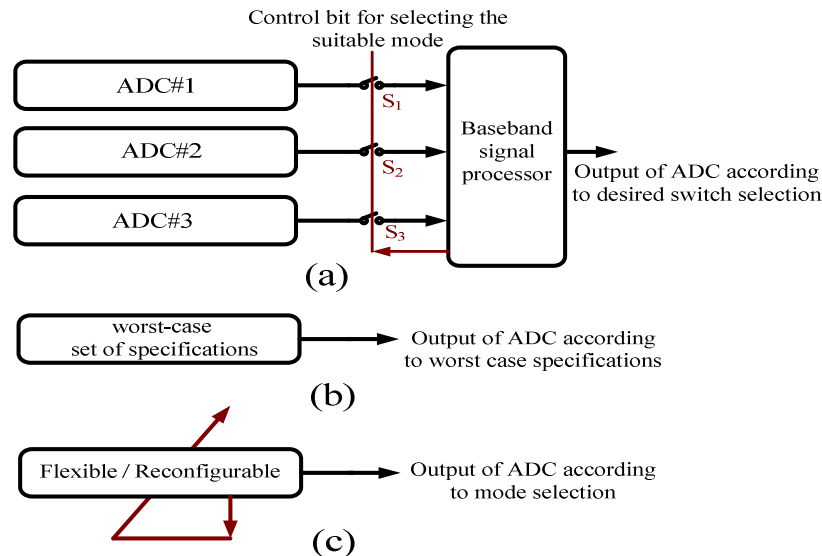 Control bit for selecting the
suitable mode
ADC#1
S1
ADC#2
S2
ADC#3
S3
Baseband
signal
processor
Output of ADC according
to desired switch selection
(a)
worst-case
set of specifications
Output of ADC according
to worst case specifications
(b)
Flexible / Reconfigurable
Output of ADC according
to mode selection
(c)